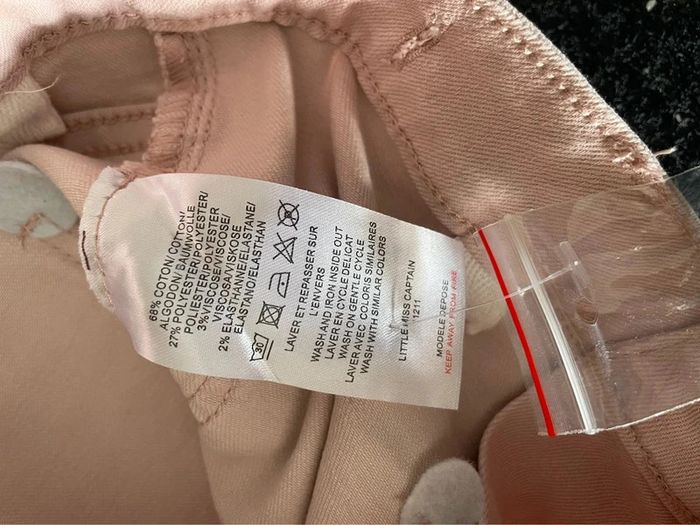 68% COTON/ COTTON/
ALGODON/ BAUMWOLLE
27% POLYESTER/POLYESTER/
POLIESTER/POLYESTER
3%VISCOSE/VISCOSE/
VISCOSA/VISKOSE
2% ELASTHANNE/ELASTANE/
ELASTANO/ELASTHAN
30
LAVER ET REPASSER SUR
L'ENVERS
WASH AND IRON INSIDE OUT
LAVER EN CYCLE DELICAT
WASH ON GENTLE CYCLE
LAVER AVEC COLORIS SIMILAIRES
WASH WITH SIMILAR COLORS
LITTLE MISS CAPTAIN
1211
MODELE DEPOSE
KEEP AWAY FROM FIRE